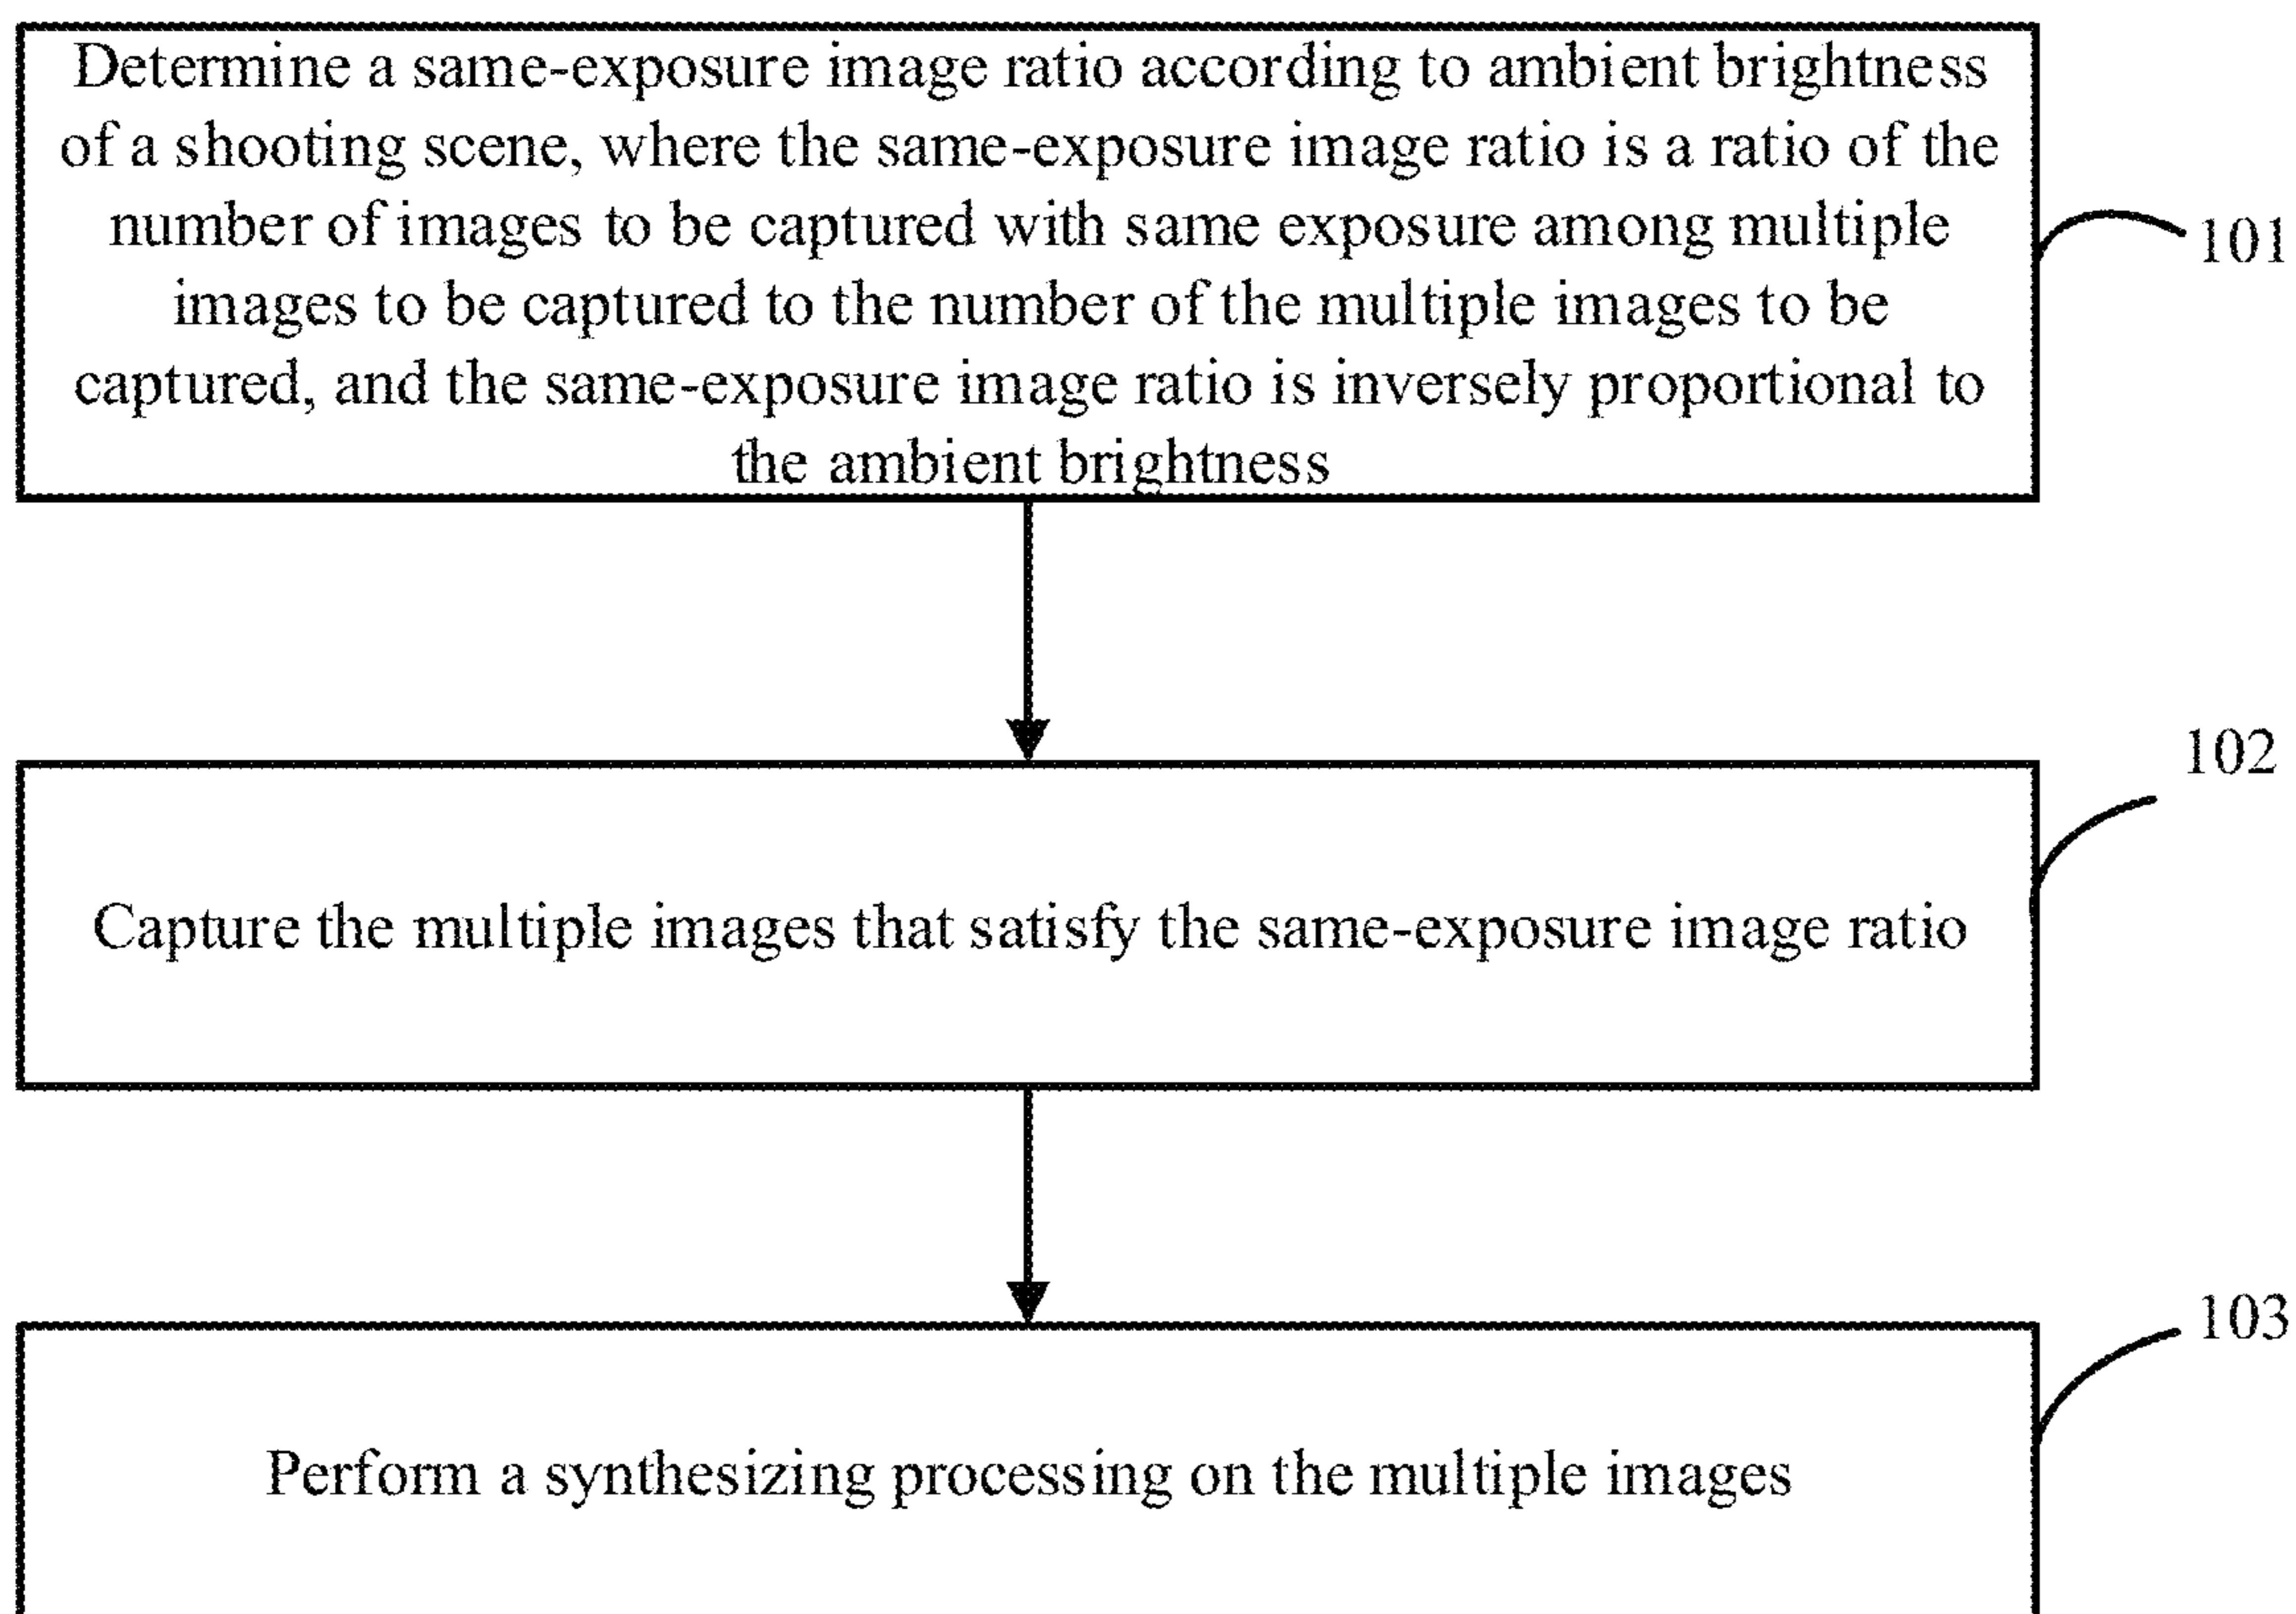 Determine a same-exposure image ratio according to ambient brightness
of a shooting scene, where the same-exposure image ratio is a ratio of the
number of images to be captured with same exposure among multiple
images to be captured to the number of the multiple images to be
captured, and the same-exposure image ratio is inversely proportional to
the ambient brightness
101
102
Capture the multiple images that satisfy the same-exposure image ratio
103
Perform a synthesizing processing on the multiple images